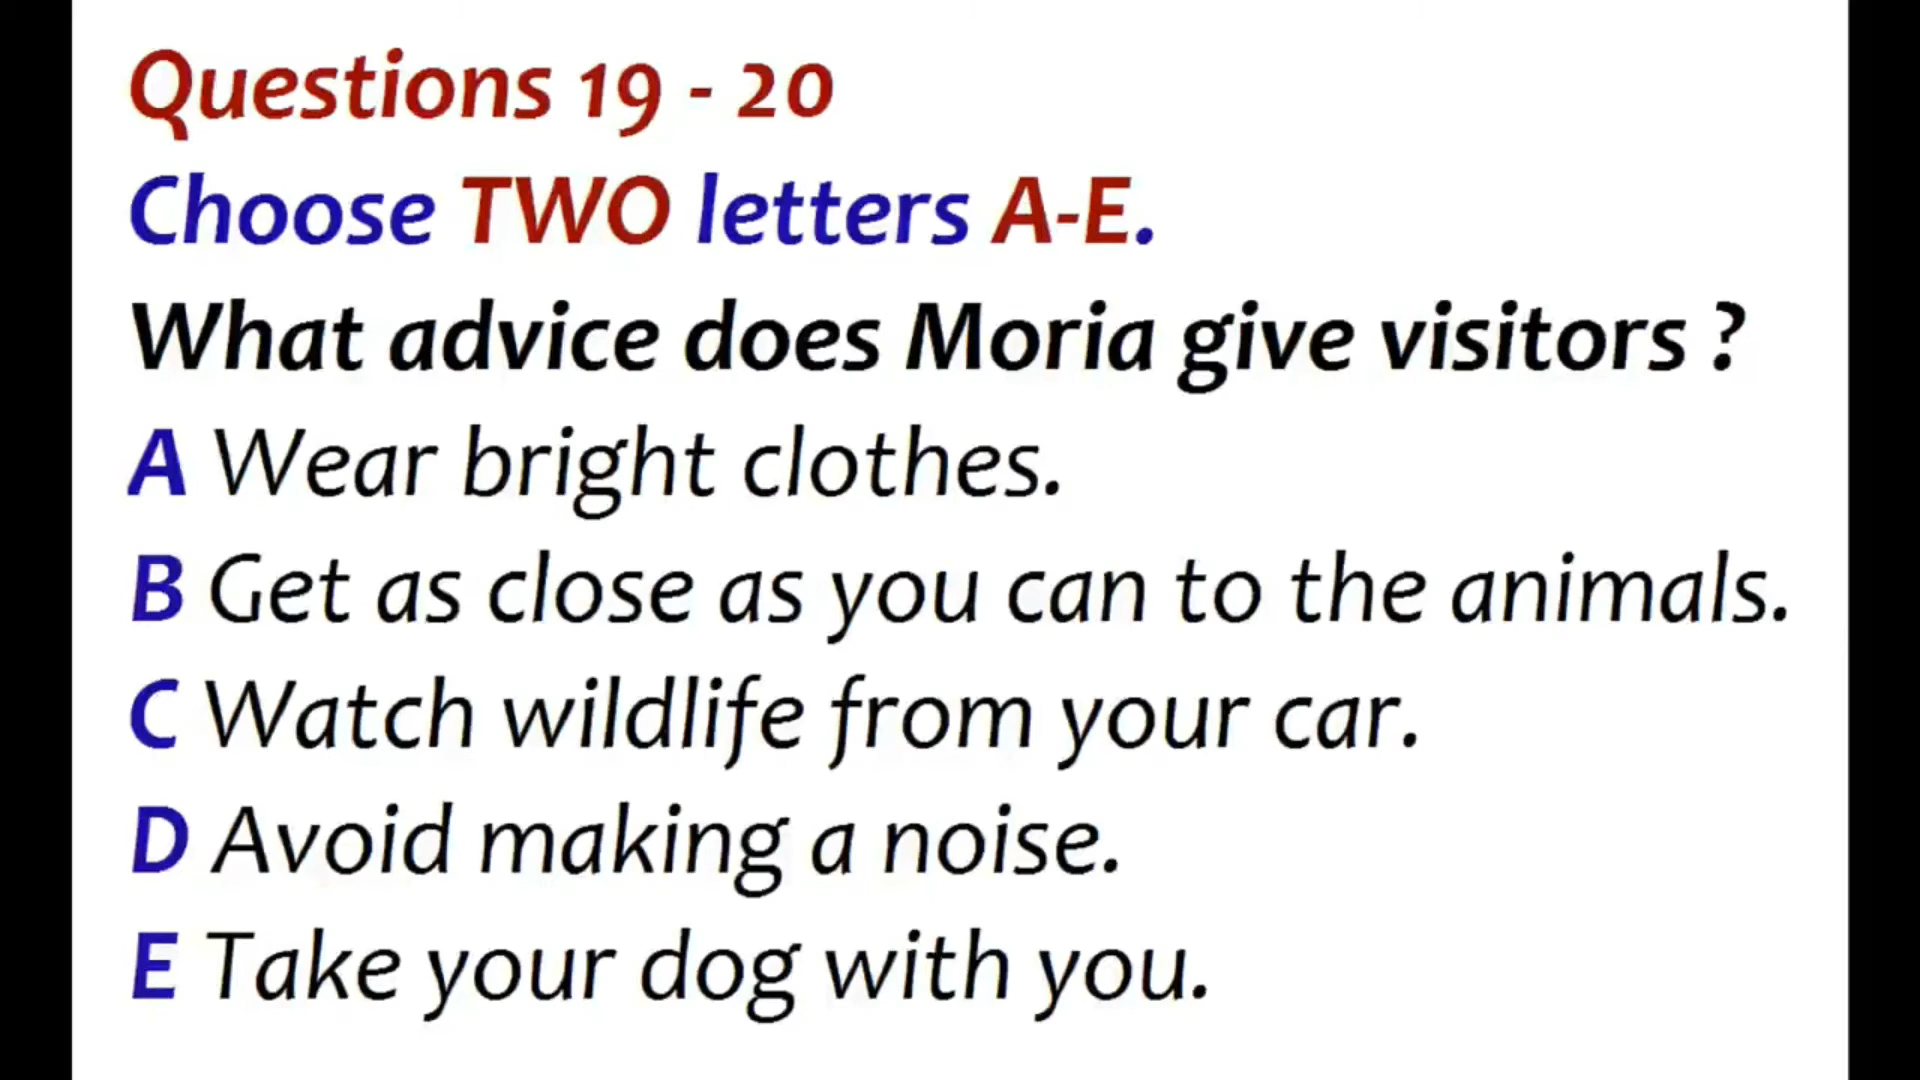 Questions 19 - 20
Choose TWO letters A-E.
What advice does Moria give visitors ?
A Wear bright clothes.
B Get as close as you can to the animals.
C Watch wildlife from your car.
D Avoid making a noise.
E Take your dog with you.